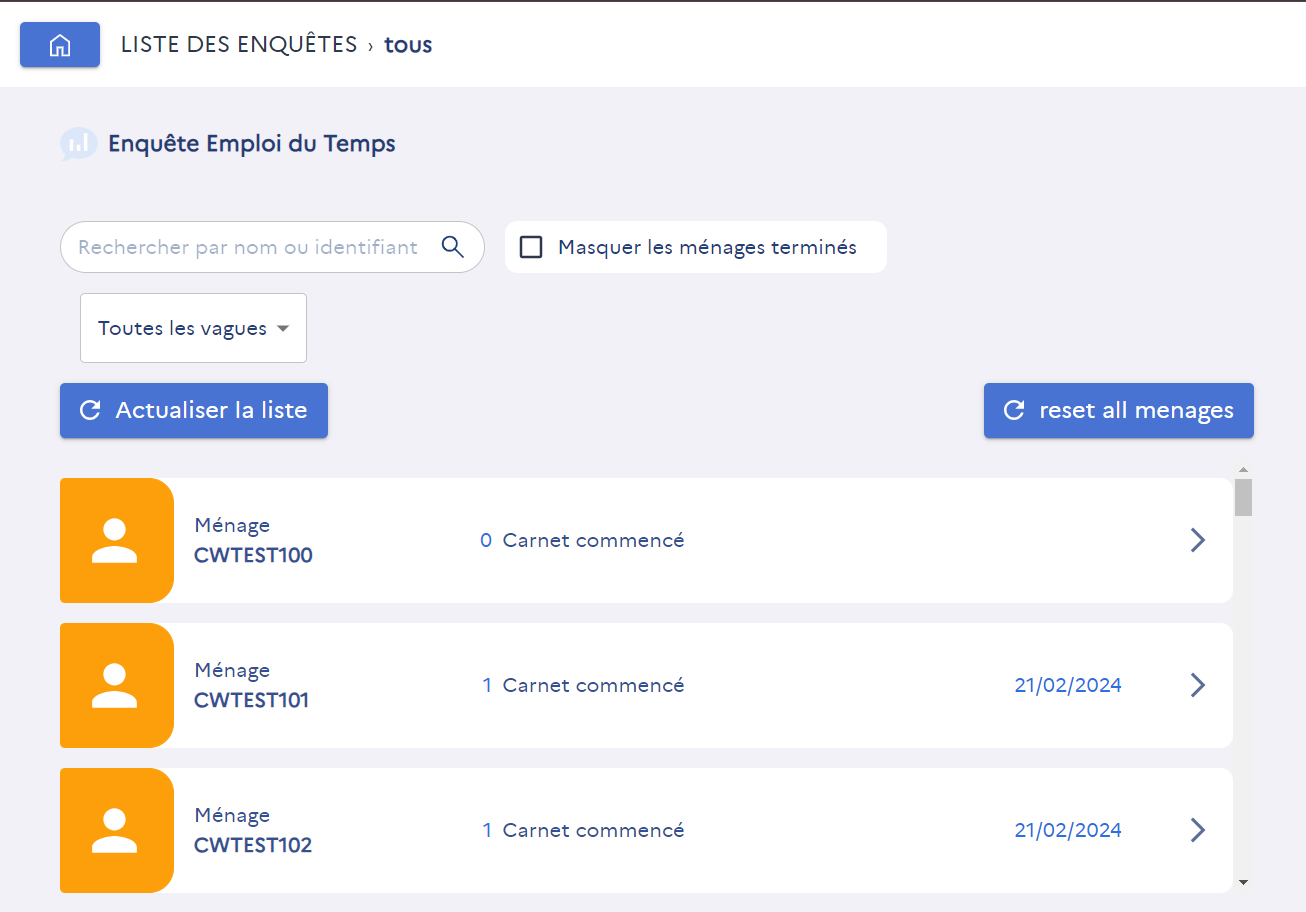 LISTE DES ENQUÊTES › tous
Enquête Emploi du Temps
Rechercher par nom ou identifiant
Masquer les ménages terminés
Toutes les vagues
Actualiser la liste
reset all menages
Ménage
CWTEST100
0 Carnet commencé
Ménage
CWTEST101
1 Carnet commencé
21/02/2024
Ménage
CWTEST102
1 Carnet commencé
21/02/2024